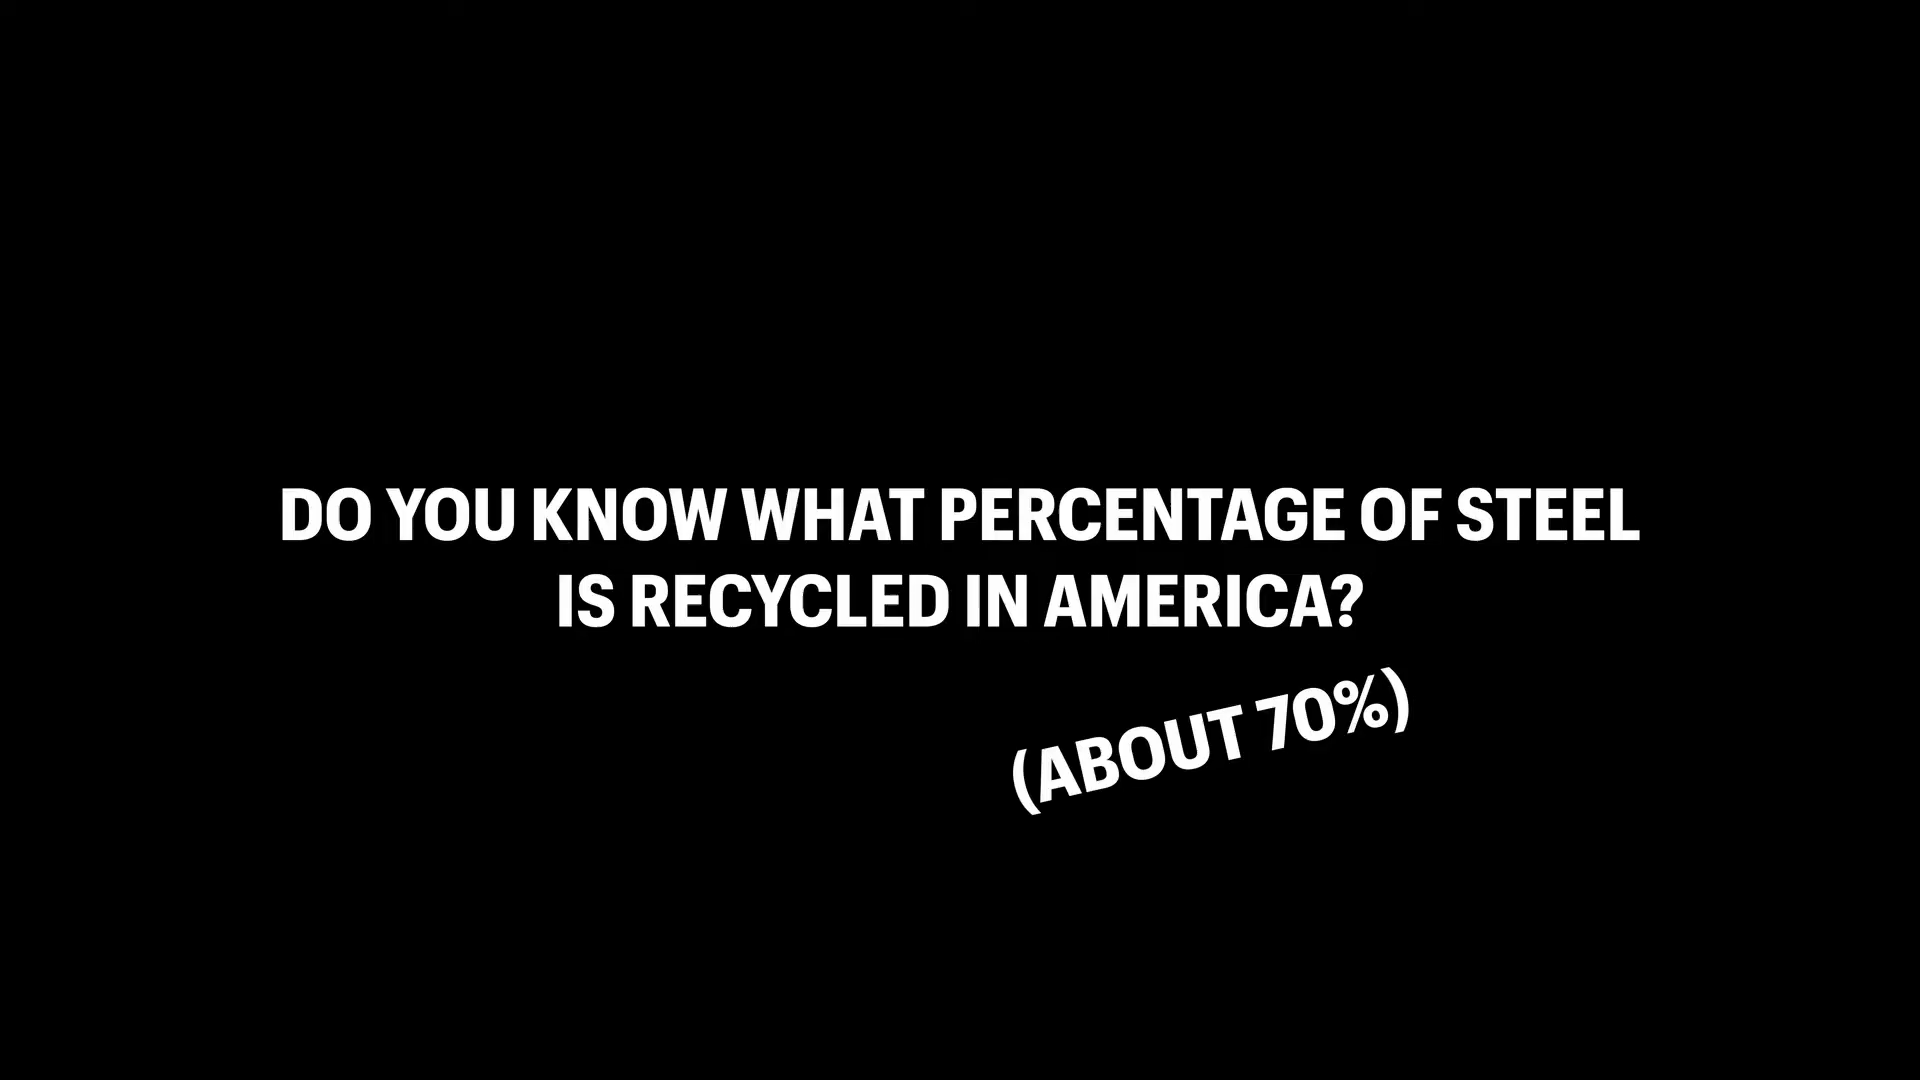 DO YOU KNOW WHAT PERCENTAGE OF STEEL
IS RECYCLED IN AMERICA?
(ABOUT 70%)